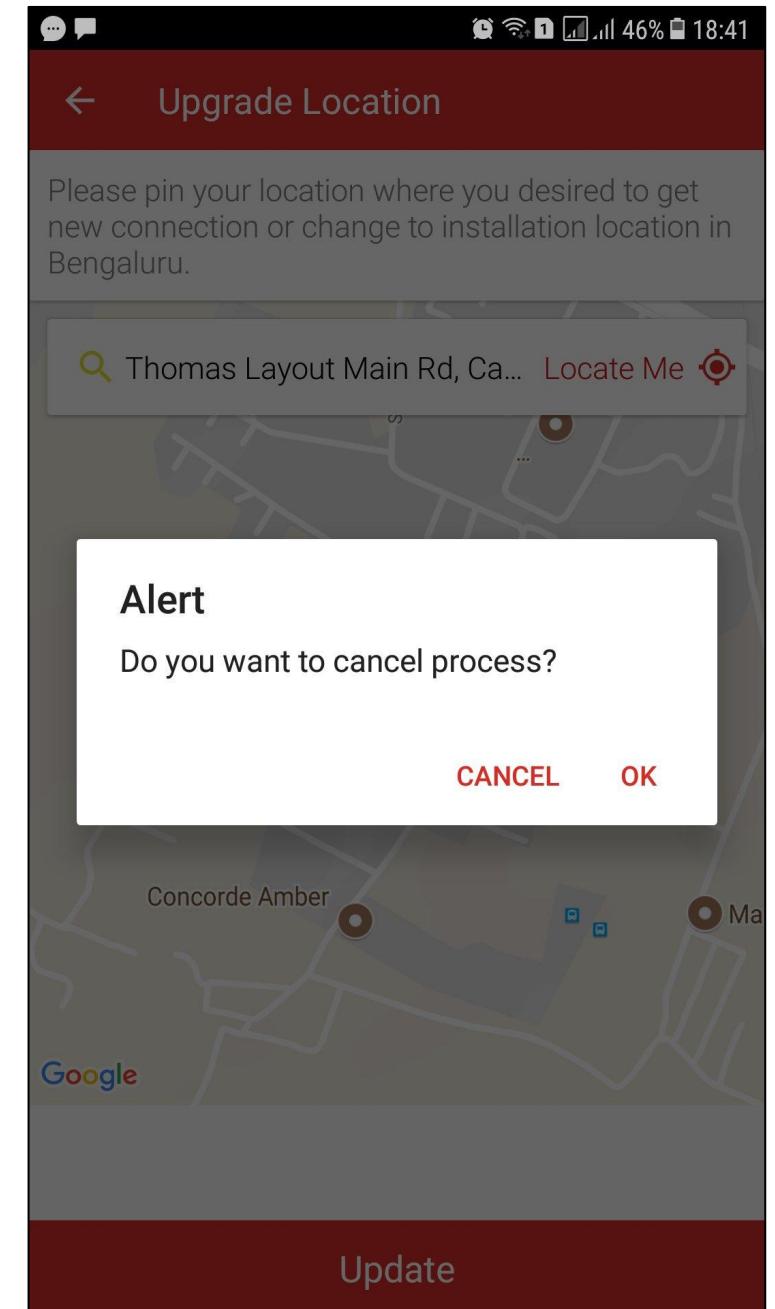 46% 18:41
Upgrade Location
Please pin your location where you desired to get
new connection or change to installation location in
Bengaluru.
Thomas Layout Main Rd, Ca... Locate Me
S
...
Alert
Do you want to cancel process?
CANCEL OK
Concorde Amber
Ma
Google
Update